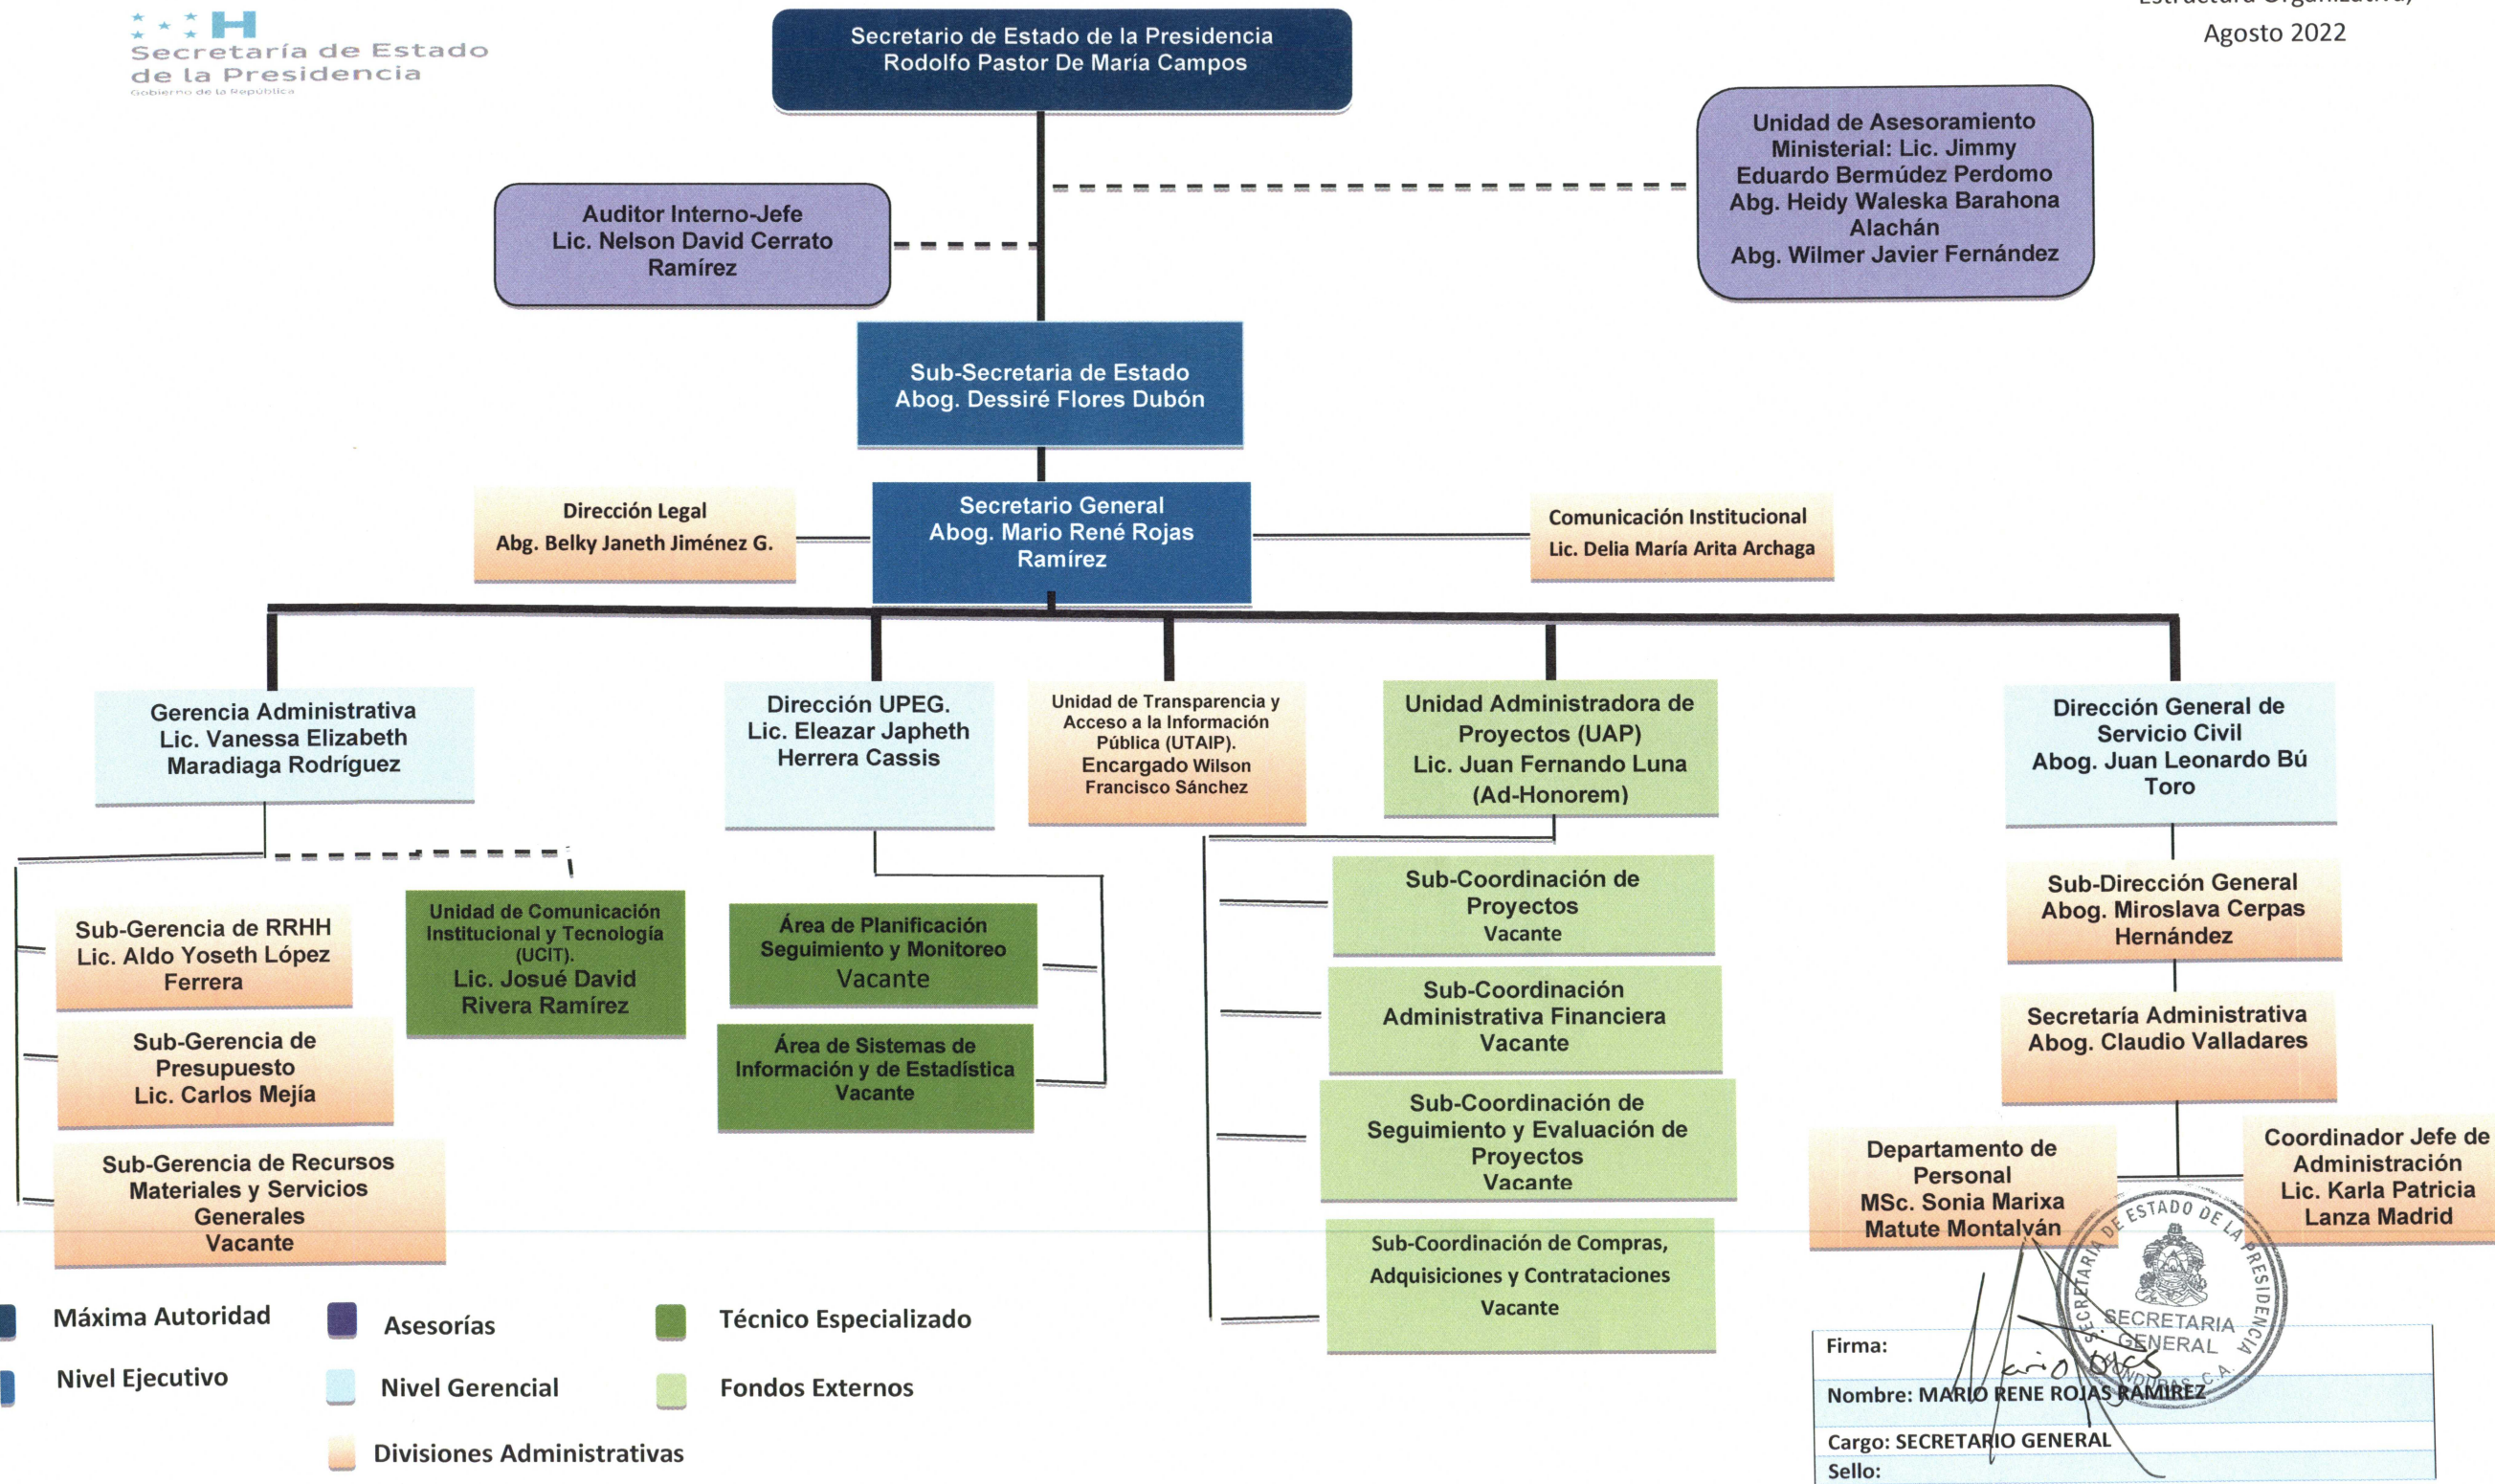 Secretaría de Estado
de la Presidencia
Gobierno de la República
Estructura Organizativa,
Agosto 2022
Secretario de Estado de la Presidencia
Rodolfo Pastor De María Campos
Unidad de Asesoramiento
Ministerial: Lic. Jimmy
Eduardo Bermúdez Perdomo
Abg. Heidy Waleska Barahona
Alachán
Abg. Wilmer Javier Fernández
Auditor Interno-Jefe
Lic. Nelson David Cerrato
Ramírez
Sub-Secretaria de Estado
Abog. Dessiré Flores Dubón
Dirección Legal
Abg. Belky Janeth Jiménez G.
Secretario General
Abog. Mario René Rojas
Ramírez
Comunicación Institucional
Lic. Delia María Arita Archaga
Gerencia Administrativa
Lic. Vanessa Elizabeth
Maradiaga Rodríguez
Dirección UPEG.
Lic. Eleazar Japheth
Herrera Cassis
Unidad de Transparencia y
Acceso a la Información
Pública (UTAIP).
Encargado Wilson
Francisco Sánchez
Unidad Administradora de
Proyectos (UAP)
Lic. Juan Fernando Luna
(Ad-Honorem)
Dirección General de
Servicio Civil
Abog. Juan Leonardo Bú
Toro
Sub-Gerencia de RRHH
Lic. Aldo Yoseth López
Ferrera
Sub-Gerencia de
Presupuesto
Lic. Carlos Mejía
Sub-Gerencia de Recursos
Materiales y Servicios
Generales
Vacante
Unidad de Comunicación
Institucional y Tecnología
(UCIT).
Lic. Josué David
Rivera Ramírez
Área de Planificación
Seguimiento y Monitoreo
Vacante
Área de Sistemas de
Información y de Estadística
Vacante
Sub-Coordinación de
Proyectos
Vacante
Sub-Coordinación
Administrativa Financiera
Vacante
Sub-Coordinación de
Seguimiento y Evaluación de
Proyectos
Vacante
Sub-Coordinación de Compras,
Adquisiciones y Contrataciones
Vacante
Sub-Dirección General
Abog. Miroslava Cerpas
Hernández
Secretaría Administrativa
Abog. Claudio Valladares
Departamento de
Personal
MSc. Sonia Marixa
Matute Montalván
Coordinador Jefe de
Administración
Lic. Karla Patricia
Lanza Madrid
Máxima Autoridad
Nivel Ejecutivo
Asesorías
Nivel Gerencial
Divisiones Administrativas
Técnico Especializado
Fondos Externos
SECRETARIA DE ESTADO DE LA PRESIDENCIA
SECRETARIA
GENERAL
HONDURAS, C.A.
Firma:
Nombre: MARIO RENE ROJAS RAMIREZ
Cargo: SECRETARIO GENERAL
Sello: